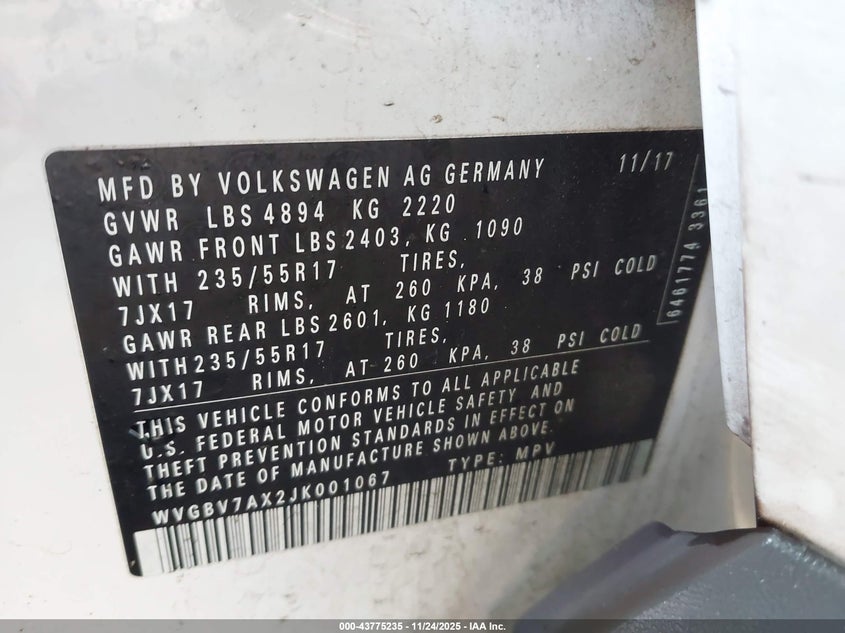 MFD BY VOLKSWAGEN AG GERMANY 11/17
GVWR LBS 4894 KG 2220
GAWR FRONT LBS 2403, KG 1090
WITH 235/55R17 TIRES,
7JX17 RIMS, AT 260 KPA, 38 PSI COLD
GAWR REAR LBS 2601, KG 1180
WITH 235/55R17 TIRES,
7JX17 RIMS, AT 260 KPA, 38 PSI COLD
THIS VEHICLE CONFORMS TO ALL APPLICABLE
U.S. FEDERAL MOTOR VEHICLE SAFETY, AND
THEFT PREVENTION STANDARDS IN EFFECT ON
THE DATE OF MANUFACTURE SHOWN ABOVE.
WVGBV7AX2JK001067 TYPE: MPV
6461774 3361
000-43775235 - 11/24/2025 - IAA Inc.